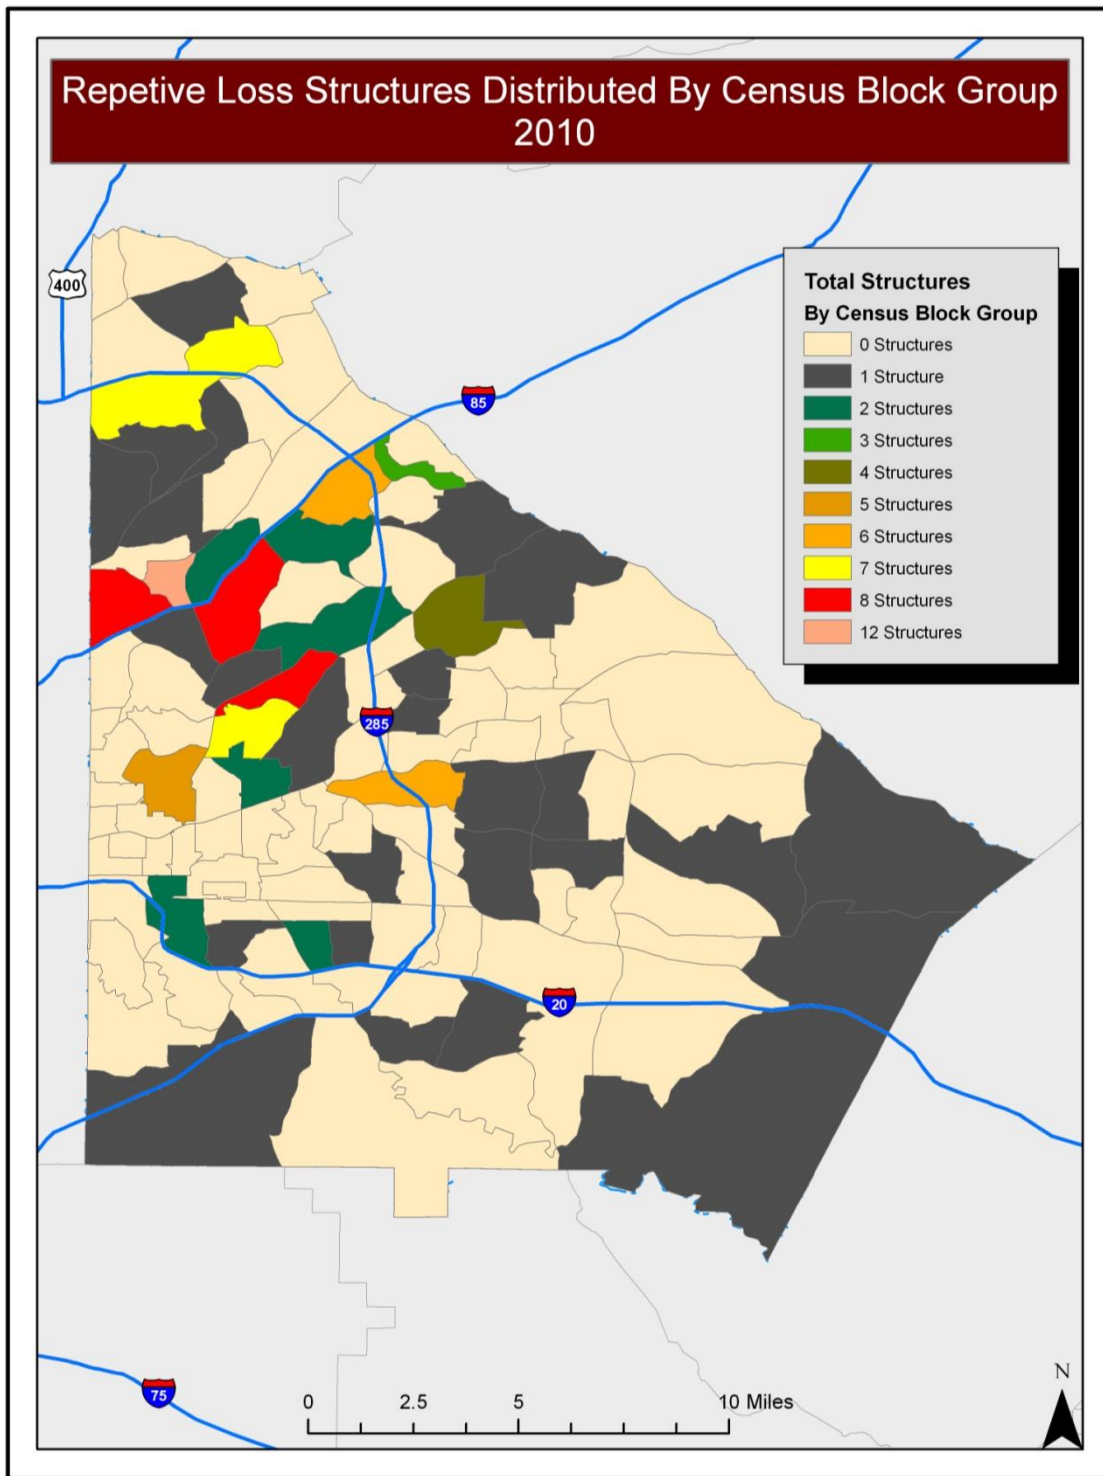 Repetive Loss Structures Distributed By Census Block Group
2010
400
85
Total Structures
By Census Block Group
0 Structures
1 Structure
2 Structures
3 Structures
4 Structures
5 Structures
6 Structures
7 Structures
8 Structures
12 Structures
285
20
75
N
0 2.5 5 10 Miles